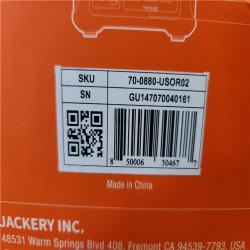 SKU 70-0880-USOR02
SN GU147070040161
8 50006 30467 7
Made in China
JACKERY INC.
48531 Warm Springs Blvd 408, Fremont CA 94539-7793, USA